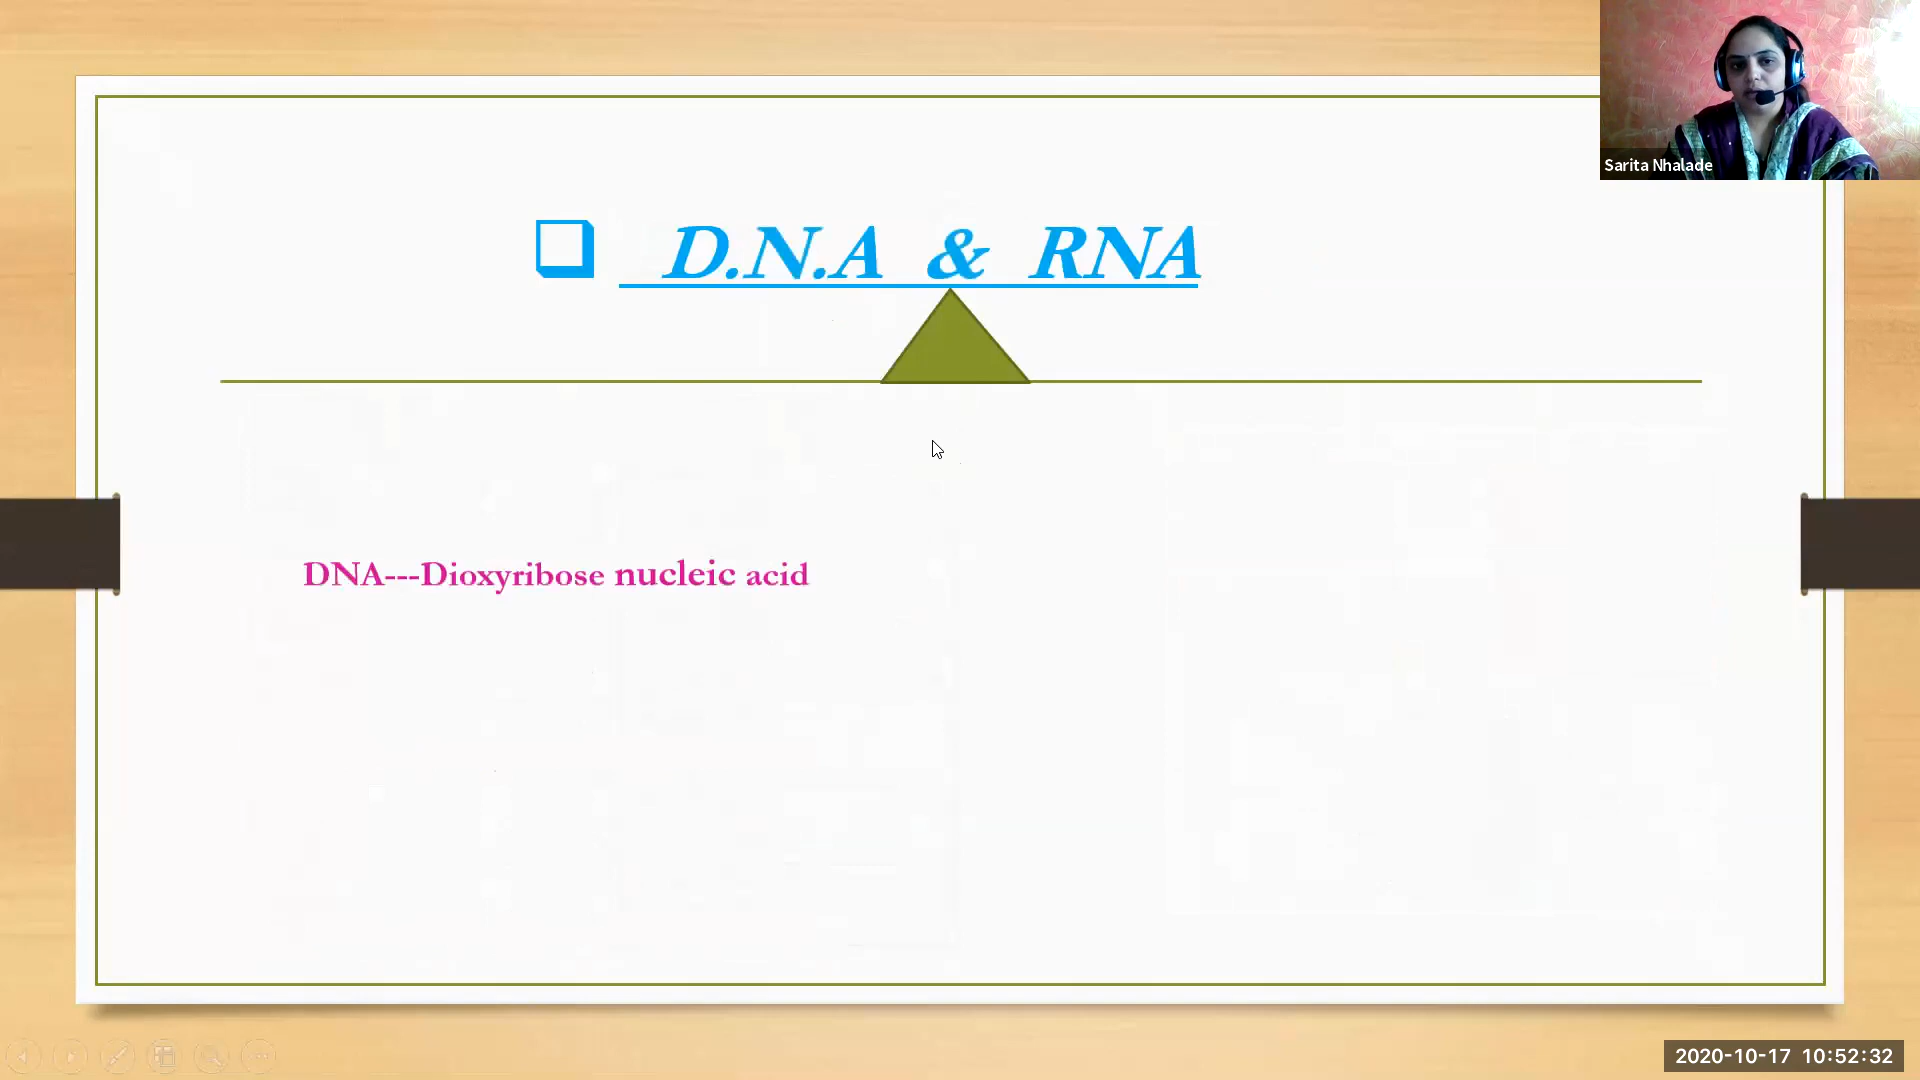 Sarita Nhalade
D.N.A & RNA
DNA---Dioxyribose nucleic acid
2020-10-17 10:52:32